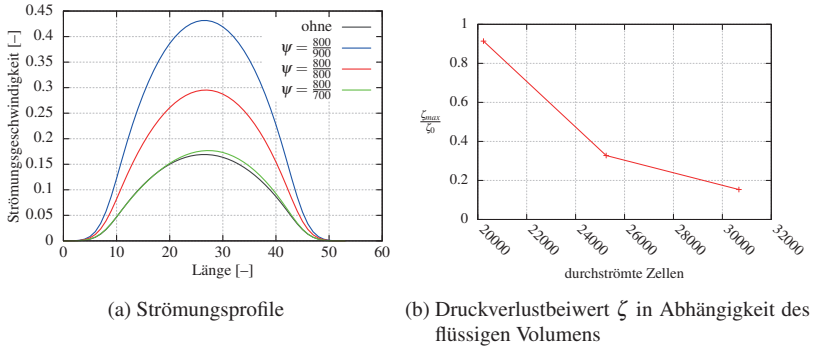 0.45
0.4
0.35
0.3
0.25
0.2
0.15
0.1
0.05
0
Strömungsgeschwindigkeit [–]
0 10 20 30 40 50 60
Länge [–]
ohne
ψ = 800/900
ψ = 800/800
ψ = 800/700
(a) Strömungsprofile
1
0.8
0.6
0.4
0.2
0
ζmax/ζ0
20000 22000 24000 26000 28000 30000 32000
durchströmte Zellen
(b) Druckverlustbeiwert ζ in Abhängigkeit des
flüssigen Volumens